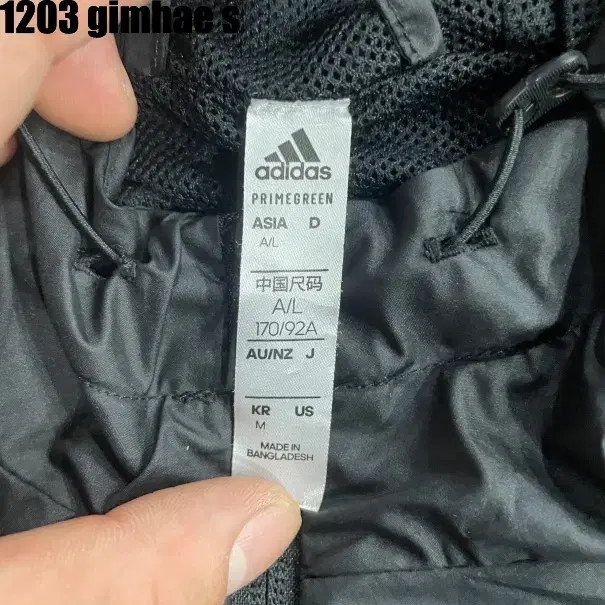 1203 gimhae s
adidas
PRIMEGREEN
ASIA D
A/L
中国尺码
A/L
170/92A
AU/NZ J
KR US
M
MADE IN
BANGLADESH